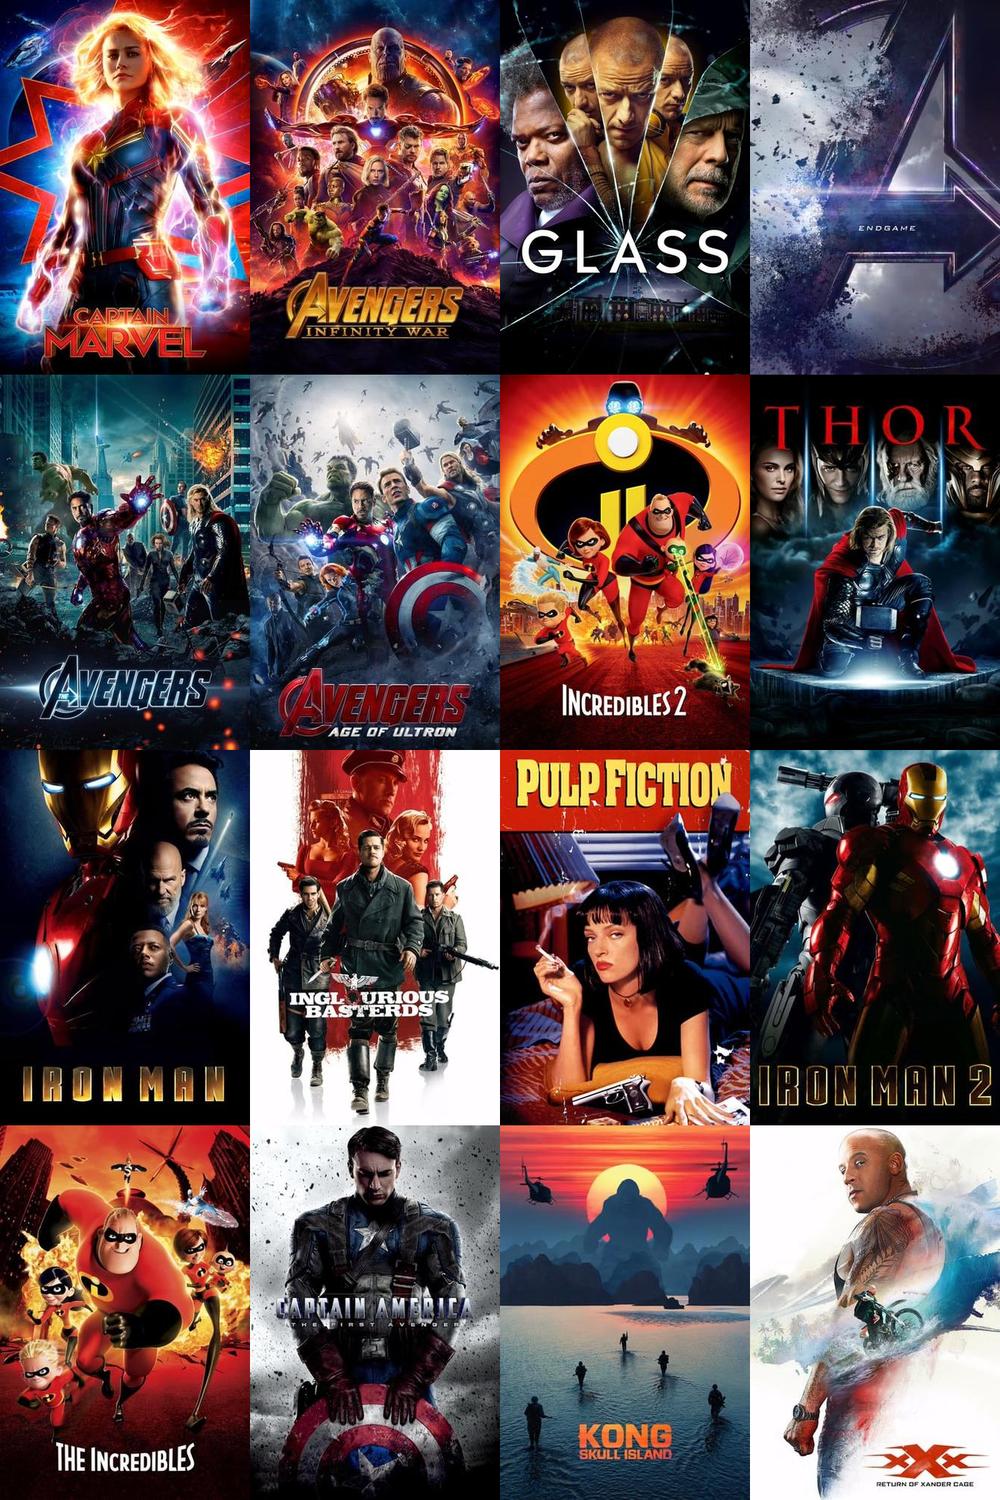 CAPTAIN
MARVEL
AVENGERS
INFINITY WAR
GLASS
ENDGAME
THE AVENGERS
AVENGERS
AGE OF ULTRON
INCREDIBLES 2
THOR
IRON MAN
INGLOURIOUS
BASTERDS
PULP FICTION
IRON MAN 2
THE INCREDIBLES
CAPTAIN AMERICA
THE FIRST AVENGER
KONG
SKULL ISLAND
xXx
RETURN OF XANDER CAGE